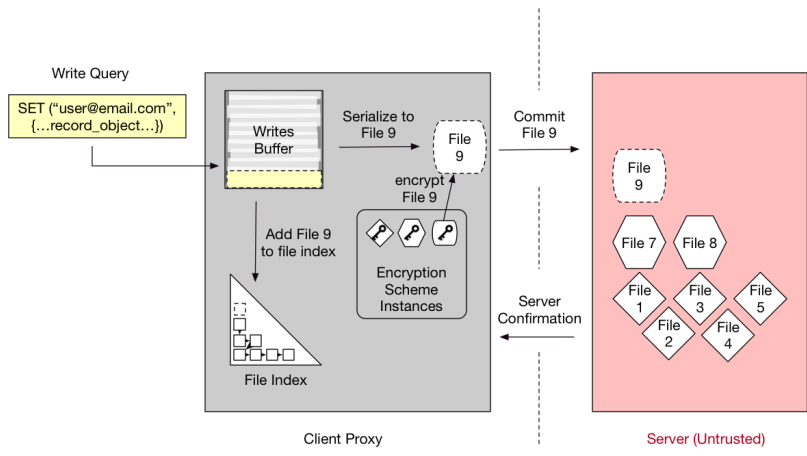 Write Query
SET (“user@email.com”,
{…record_object…})
Writes
Buffer
Serialize to
File 9
File
9
encrypt
File 9
Add File 9
to file index
Encryption
Scheme
Instances
File Index
Client Proxy
Commit
File 9
Server
Confirmation
File
9
File 7
File 8
File
1
File
3
File
5
File
2
File
4
Server (Untrusted)